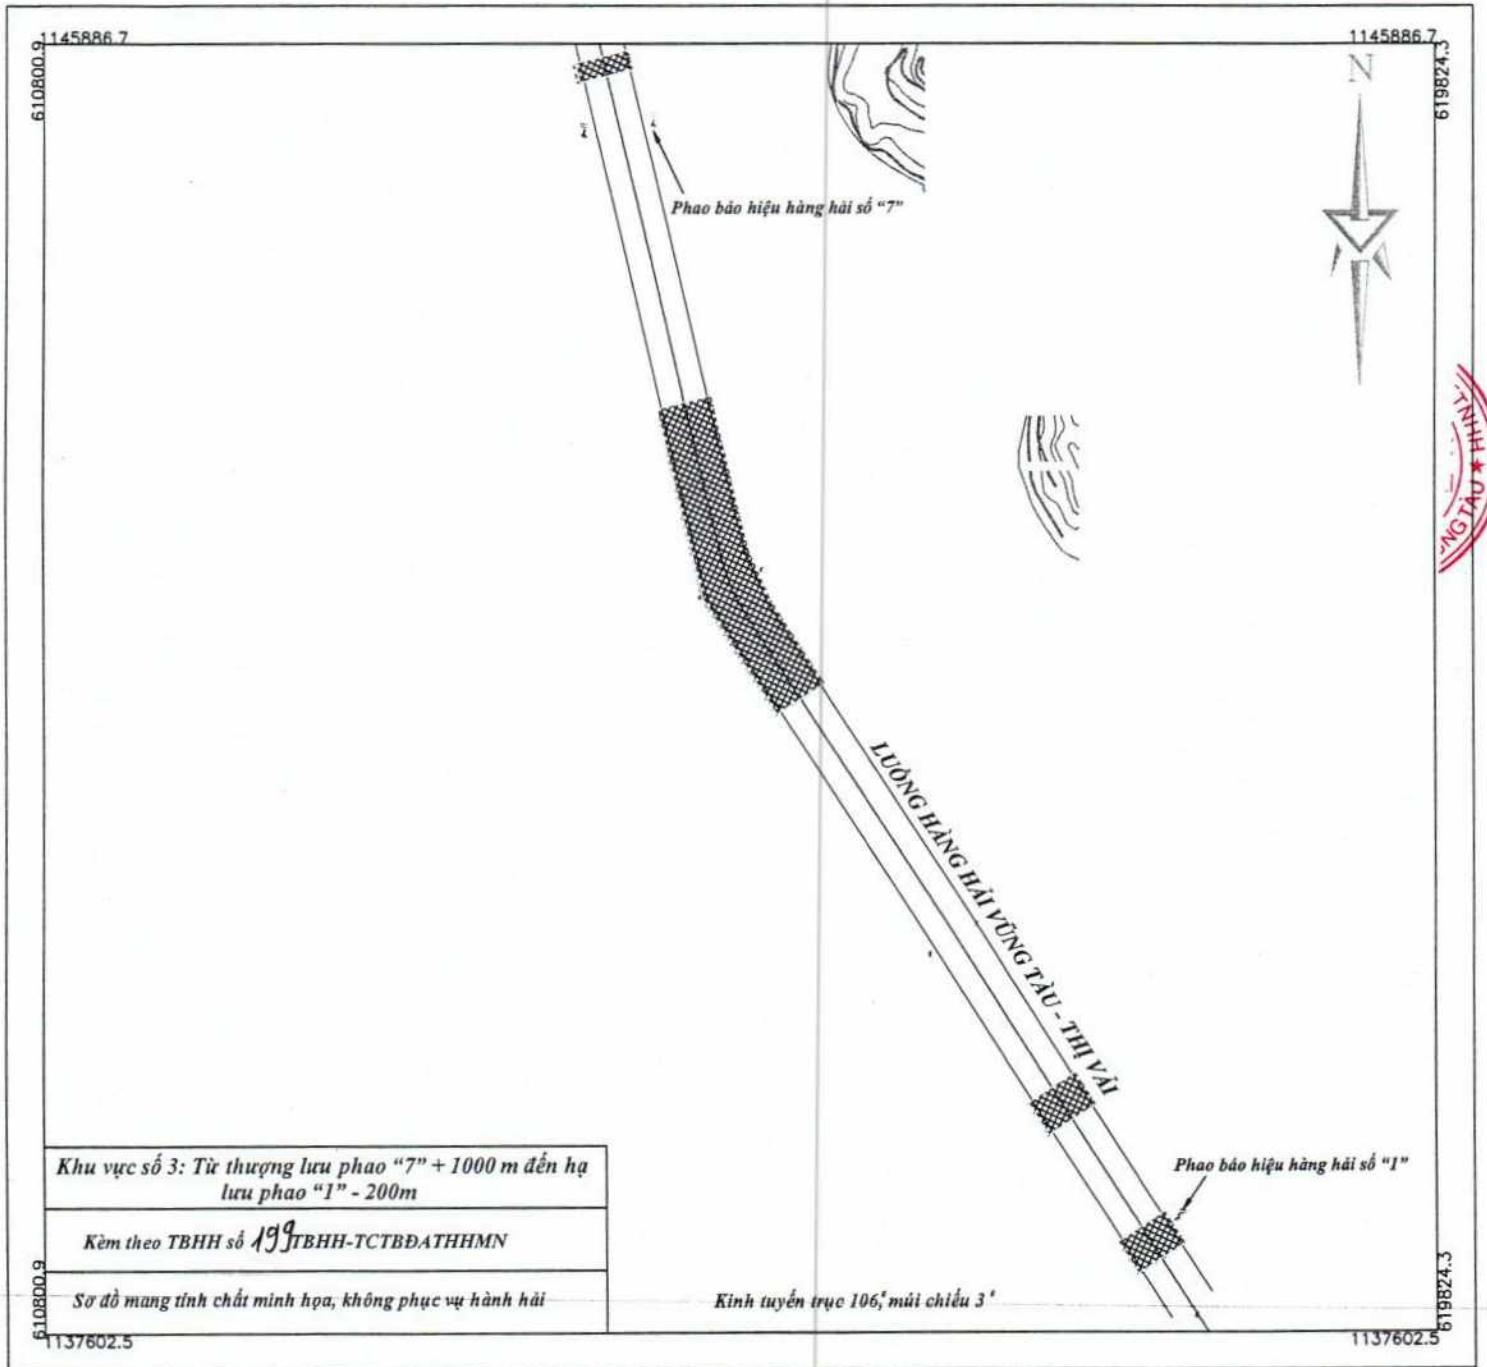 1145886.7
1145886.7
610800.9
619824.3
N
Phao báo hiệu hàng hải số “7”
TNHH ★
NG TÀU
LUỒNG HÀNG HẢI VŨNG TÀU - THỊ VẢI
Khu vực số 3: Từ thượng lưu phao “7” + 1000 m đến hạ
lưu phao “1” - 200m
Phao báo hiệu hàng hải số “1”
Kèm theo TBHH số 199TBHH-TCTBĐATHHMN
Sơ đồ mang tính chất minh họa, không phục vụ hành hải
Kinh tuyến trục 106,° múi chiếu 3°
610800.9
619824.3
1137602.5
1137602.5